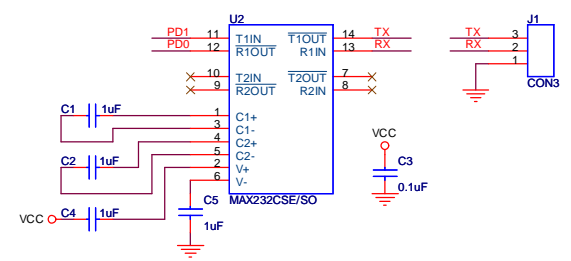 U2
J1
PD1 11 T1IN T1OUT 14 TX TX 3
PD0 12 R1OUT R1IN 13 RX RX 2
1
10 T2IN T2OUT 7
CON3
9 R2OUT R2IN 8
C1 1uF 1 C1+
3 C1-
VCC
4 C2+
C2 1uF 5 C2-
C3
2 V+
6 V-
0.1uF
C5 MAX232CSE/SO
VCC C4 1uF
1uF